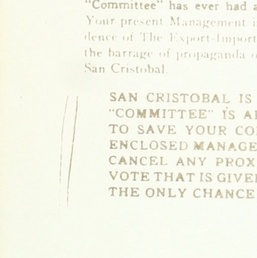 "Committee" has ever had a
Your present Management i
dence of The Export-Import
the barrage of propaganda o
San Cristobal.
SAN CRISTOBAL IS
"COMMITTEE" IS A
TO SAVE YOUR CO
ENCLOSED MANAGE
CANCEL ANY PROX
VOTE THAT IS GIVE
THE ONLY CHANCE